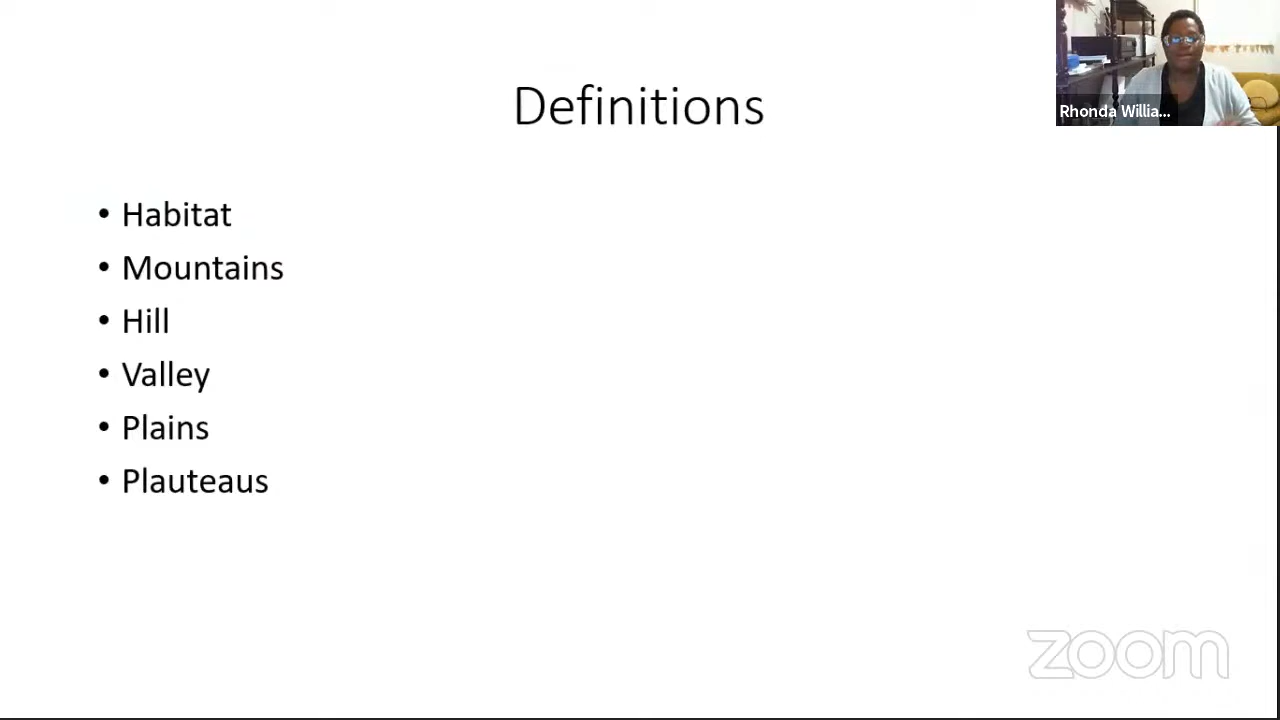 Definitions
Rhonda Willia...
• Habitat
• Mountains
• Hill
• Valley
• Plains
• Plauteaus
zoom